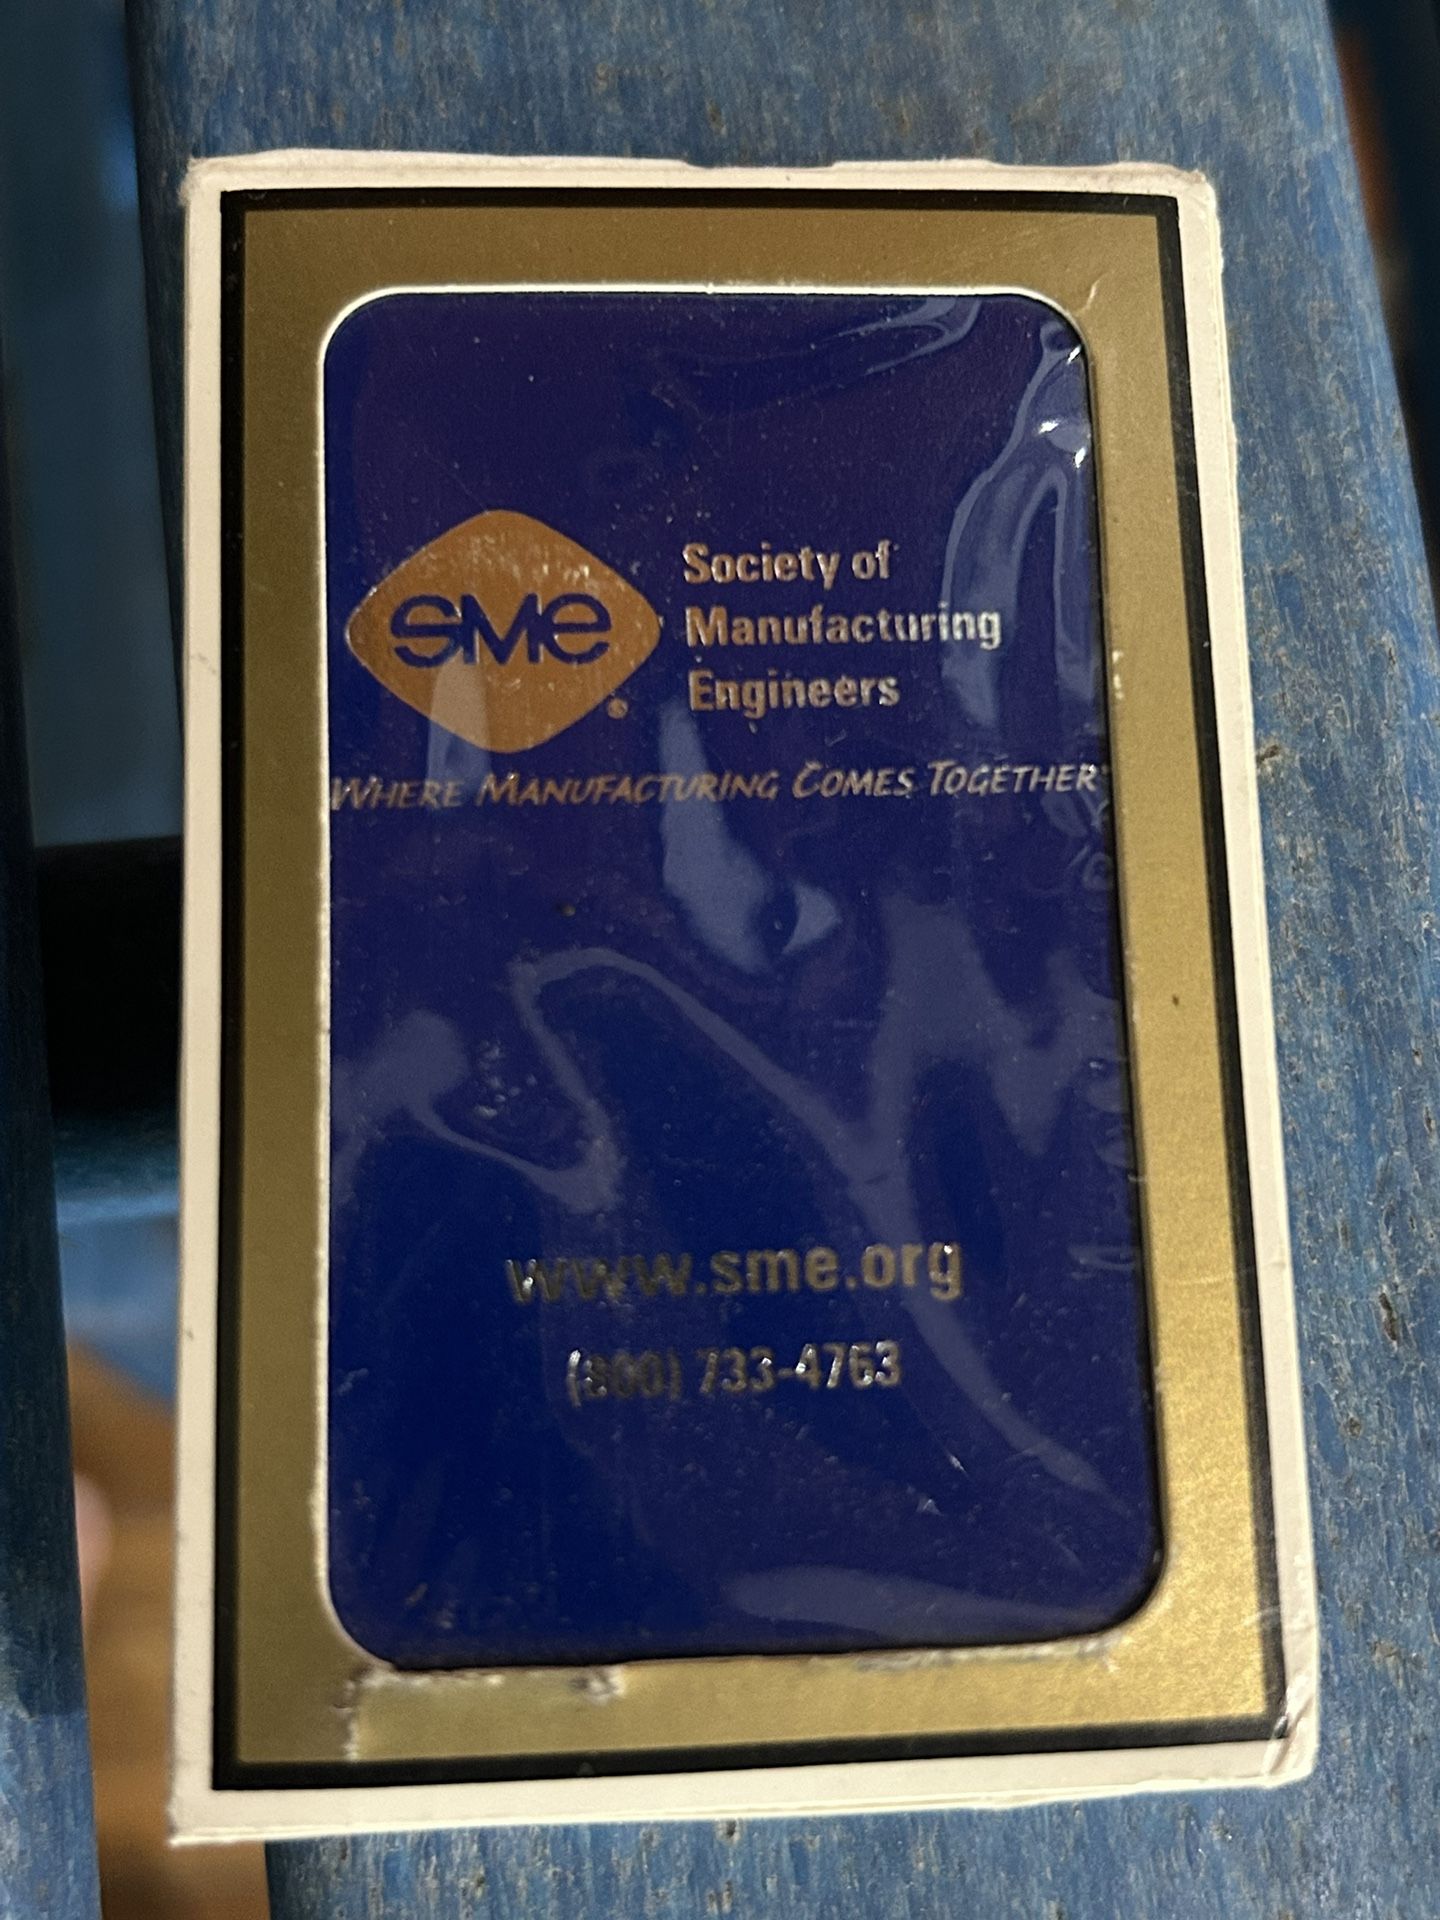 sme®
Society of
Manufacturing
Engineers
WHERE MANUFACTURING COMES TOGETHER
www.sme.org
(800) 733-4763